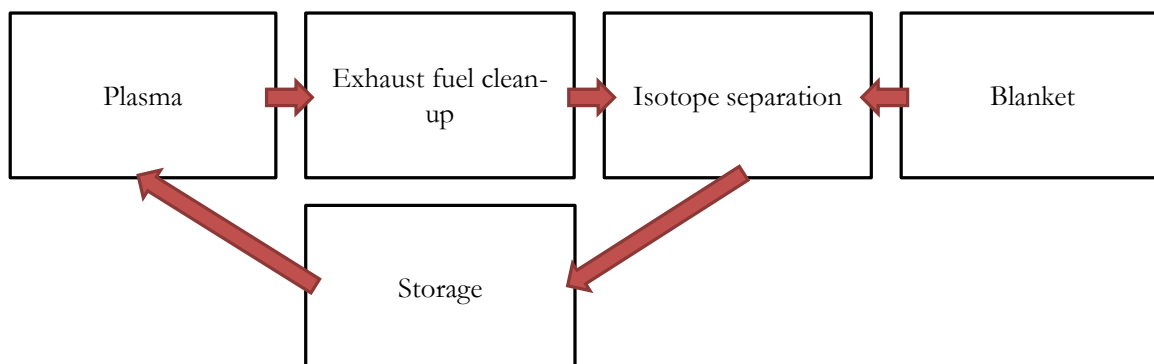 Plasma
Exhaust fuel clean-
up
Isotope separation
Blanket
Storage